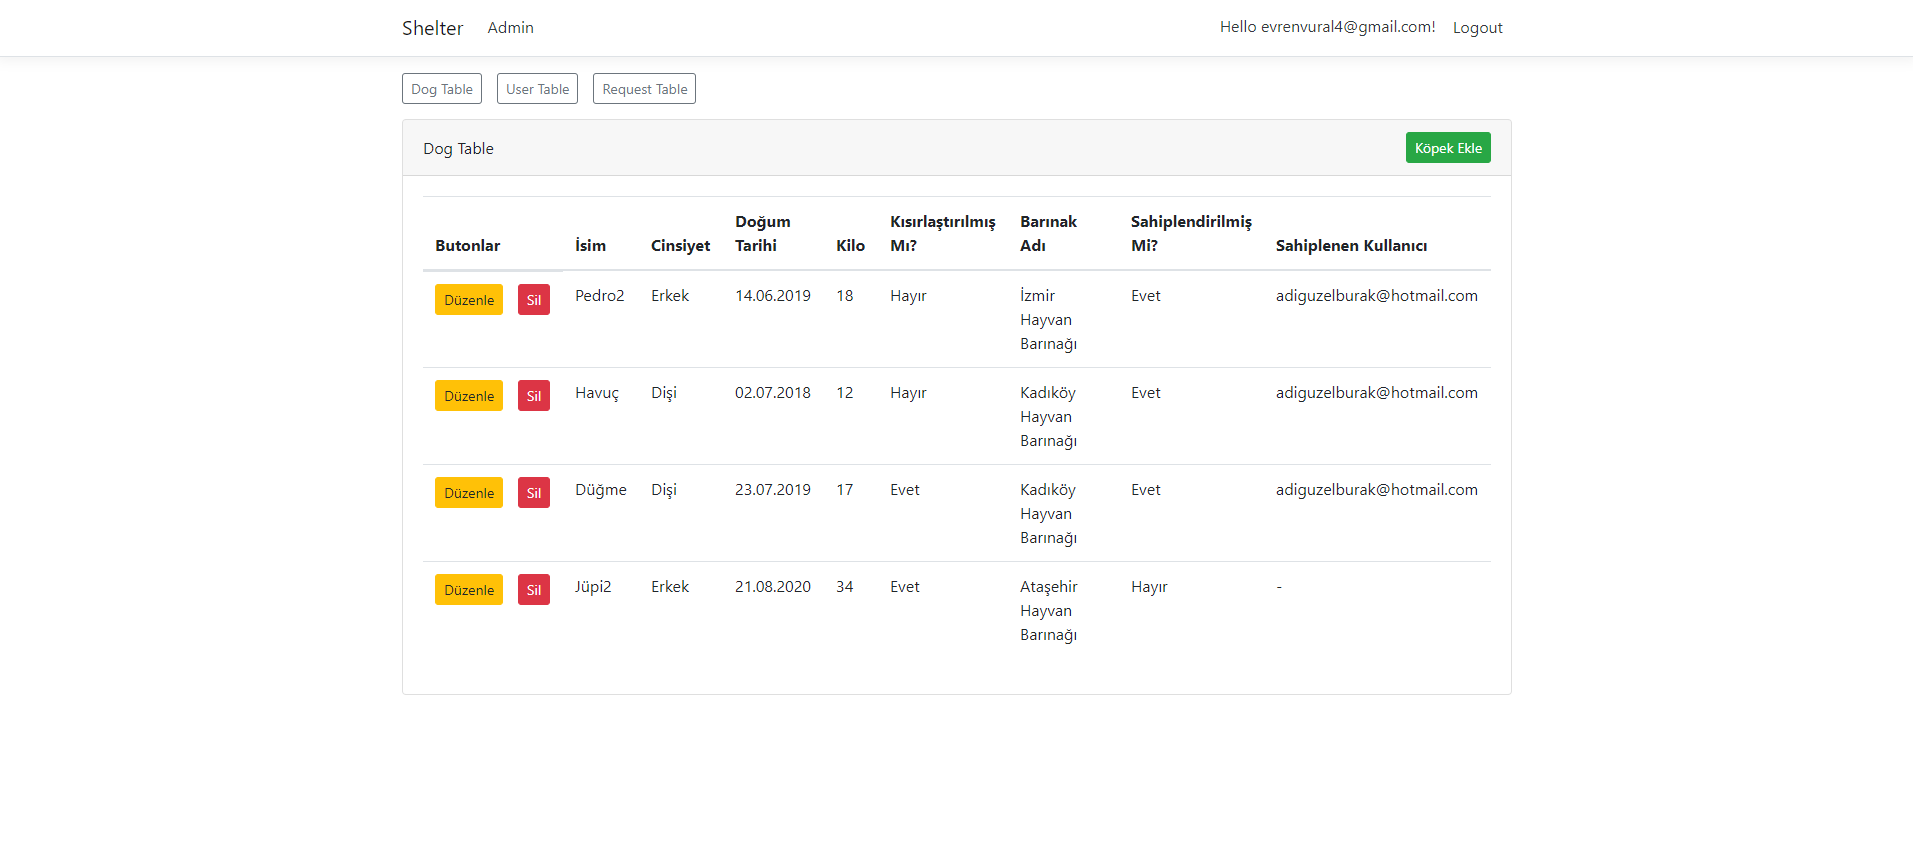 Shelter Admin Hello evrenvural4@gmail.com! Logout
Dog Table User Table Request Table
Dog Table Köpek Ekle
Butonlar İsim Cinsiyet Doğum Tarihi Kilo Kısırlaştırılmış Mı? Barınak Adı Sahiplendirilmiş Mi? Sahiplenen Kullanıcı
Düzenle Sil Pedro2 Erkek 14.06.2019 18 Hayır İzmir Hayvan Barınağı Evet adiguzelburak@hotmail.com
Düzenle Sil Havuç Dişi 02.07.2018 12 Hayır Kadıköy Hayvan Barınağı Evet adiguzelburak@hotmail.com
Düzenle Sil Düğme Dişi 23.07.2019 17 Evet Kadıköy Hayvan Barınağı Evet adiguzelburak@hotmail.com
Düzenle Sil Jüpi2 Erkek 21.08.2020 34 Evet Ataşehir Hayvan Barınağı Hayır -